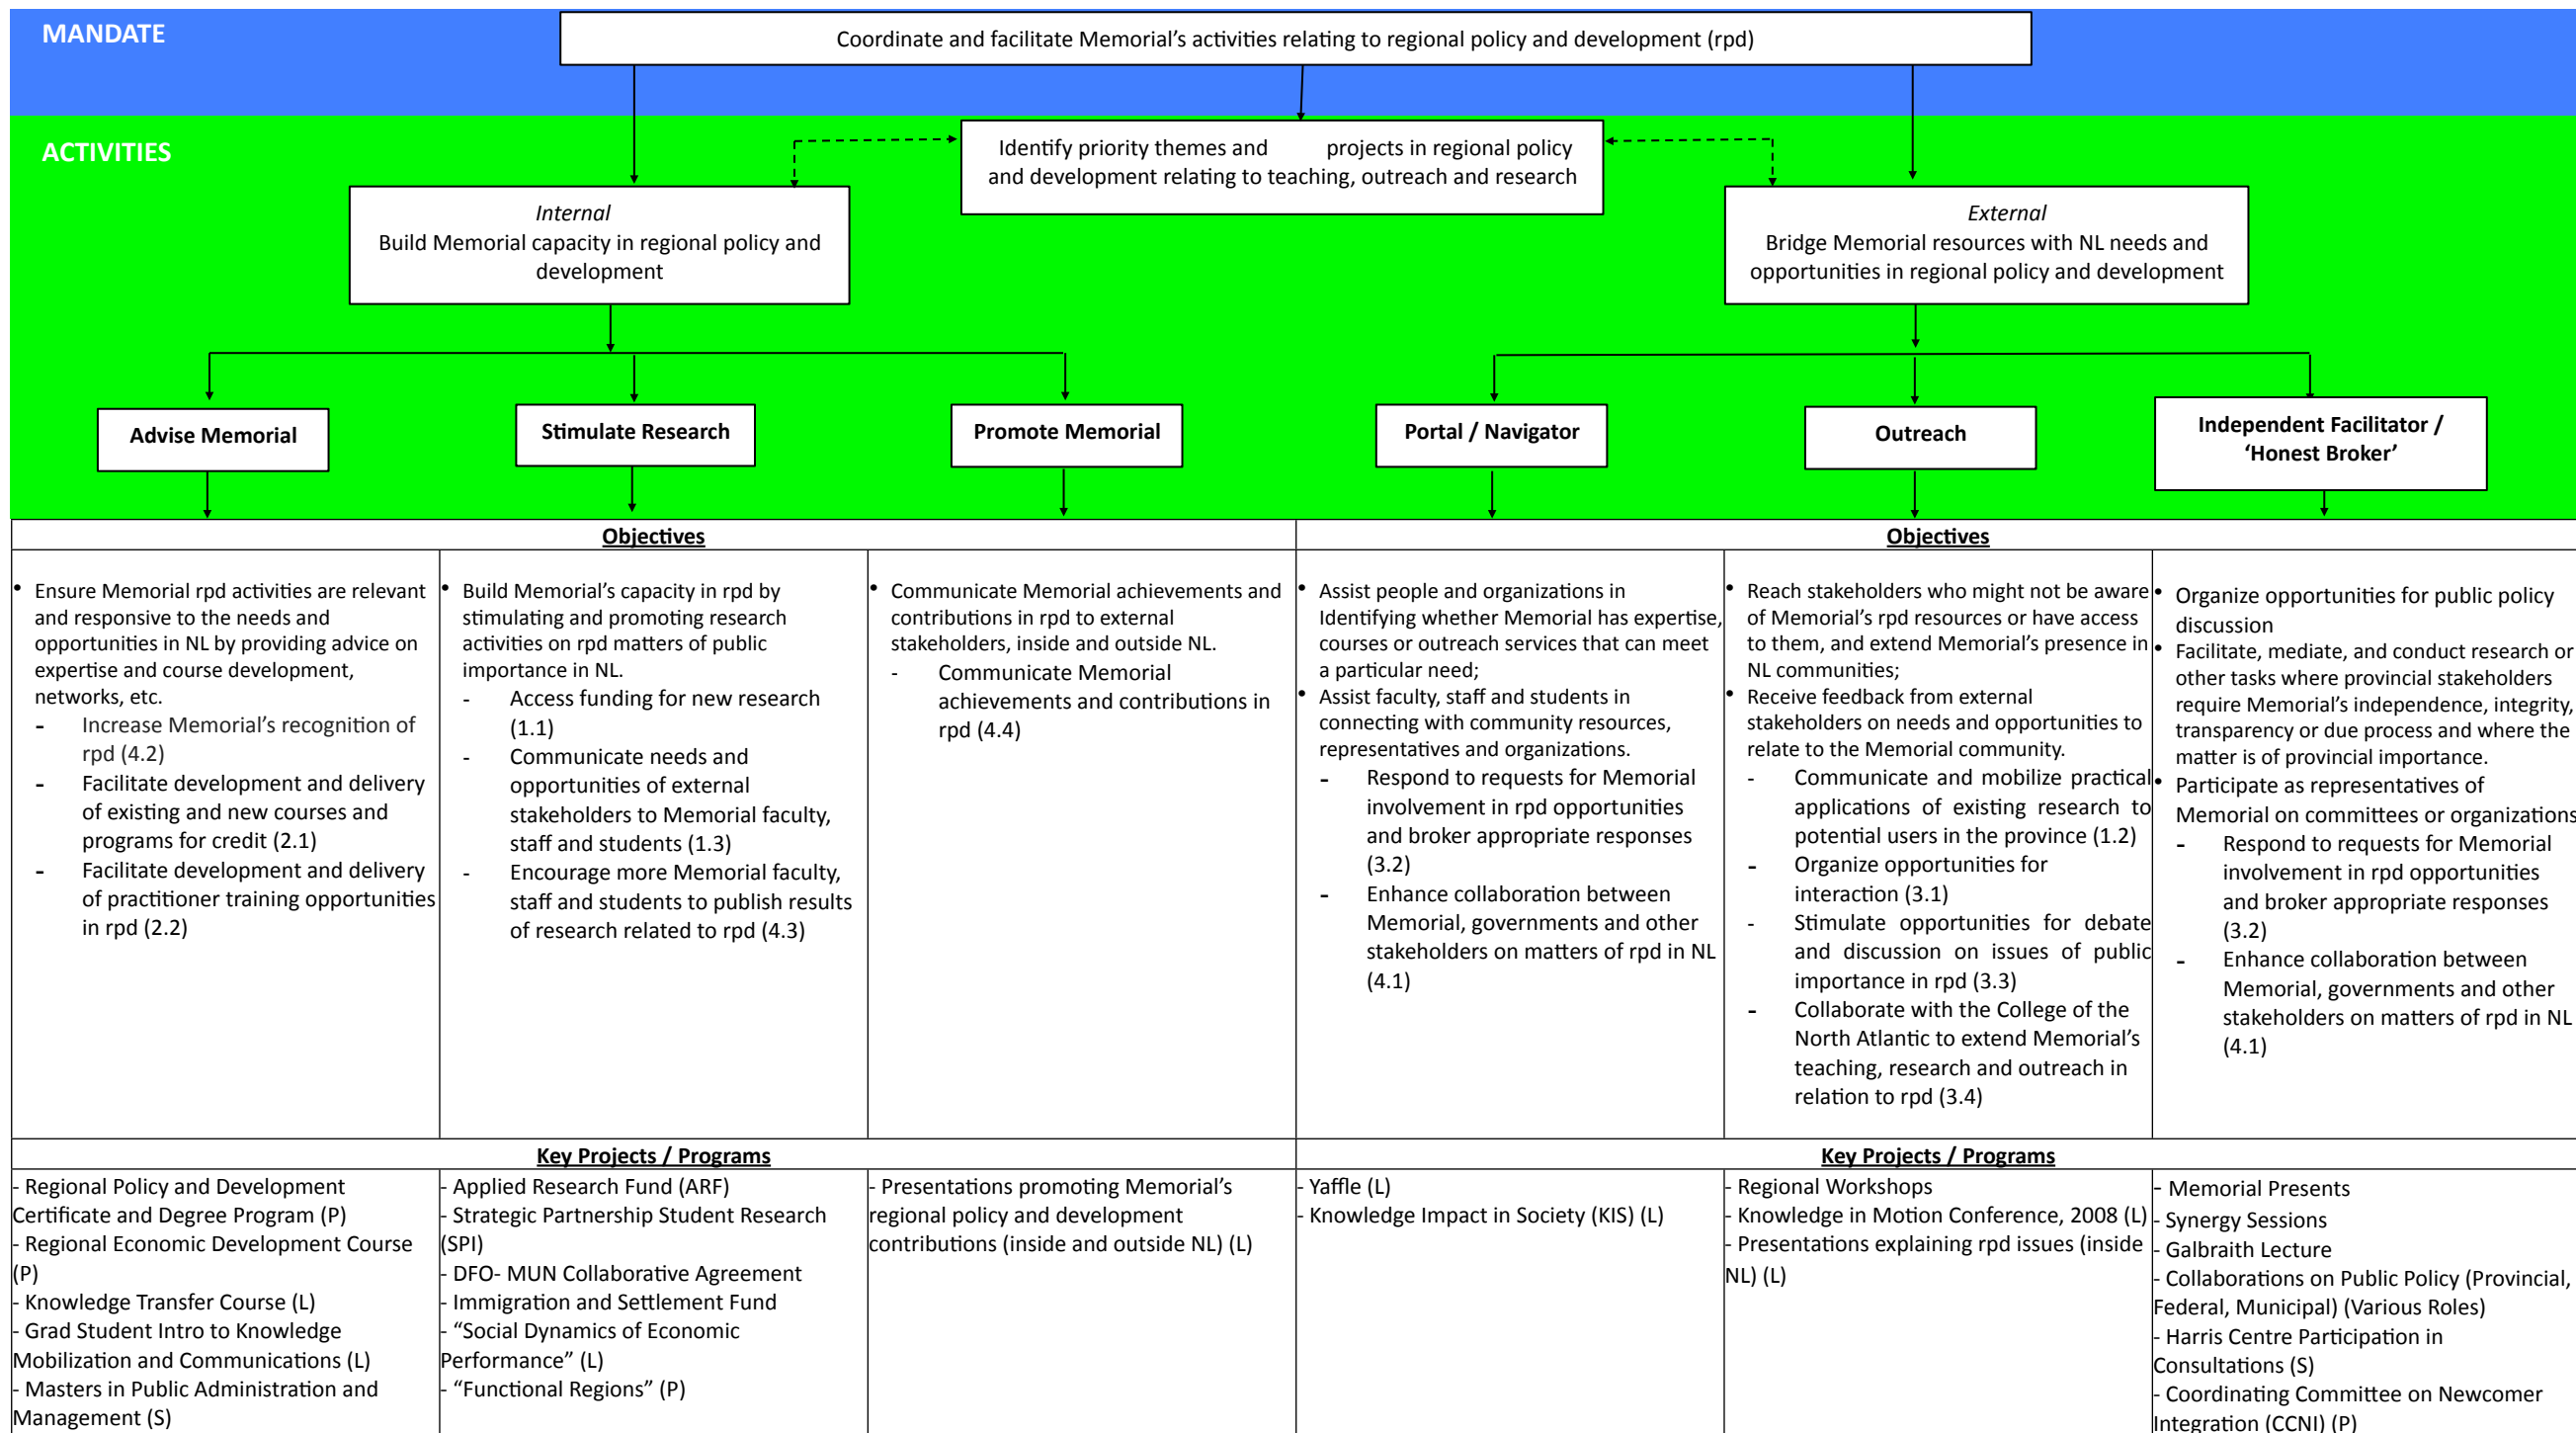 MANDATE
Coordinate and facilitate Memorial’s activities relating to regional policy and development (rpd)
ACTIVITIES
Identify priority themes and projects in regional policy
and development relating to teaching, outreach and research
Internal
Build Memorial capacity in regional policy and
development
External
Bridge Memorial resources with NL needs and
opportunities in regional policy and development
Advise Memorial
Stimulate Research
Promote Memorial
Portal / Navigator
Outreach
Independent Facilitator /
‘Honest Broker’
Objectives
Objectives
• Ensure Memorial rpd activities are relevant
and responsive to the needs and
opportunities in NL by providing advice on
expertise and course development,
networks, etc.
- Increase Memorial’s recognition of
rpd (4.2)
- Facilitate development and delivery
of existing and new courses and
programs for credit (2.1)
- Facilitate development and delivery
of practitioner training opportunities
in rpd (2.2)
• Build Memorial’s capacity in rpd by
stimulating and promoting research
activities on rpd matters of public
importance in NL.
- Access funding for new research
(1.1)
- Communicate needs and
opportunities of external
stakeholders to Memorial faculty,
staff and students (1.3)
- Encourage more Memorial faculty,
staff and students to publish results
of research related to rpd (4.3)
• Communicate Memorial achievements and
contributions in rpd to external
stakeholders, inside and outside NL.
- Communicate Memorial
achievements and contributions in
rpd (4.4)
• Assist people and organizations in
Identifying whether Memorial has expertise,
courses or outreach services that can meet
a particular need;
• Assist faculty, staff and students in
connecting with community resources,
representatives and organizations.
- Respond to requests for Memorial
involvement in rpd opportunities
and broker appropriate responses
(3.2)
- Enhance collaboration between
Memorial, governments and other
stakeholders on matters of rpd in NL
(4.1)
• Reach stakeholders who might not be aware
of Memorial’s rpd resources or have access
to them, and extend Memorial’s presence in
NL communities;
• Receive feedback from external
stakeholders on needs and opportunities to
relate to the Memorial community.
- Communicate and mobilize practical
applications of existing research to
potential users in the province (1.2)
- Organize opportunities for
interaction (3.1)
- Stimulate opportunities for debate
and discussion on issues of public
importance in rpd (3.3)
- Collaborate with the College of the
North Atlantic to extend Memorial’s
teaching, research and outreach in
relation to rpd (3.4)
• Organize opportunities for public policy
discussion
• Facilitate, mediate, and conduct research or
other tasks where provincial stakeholders
require Memorial’s independence, integrity,
transparency or due process and where the
matter is of provincial importance.
• Participate as representatives of
Memorial on committees or organizations
- Respond to requests for Memorial
involvement in rpd opportunities
and broker appropriate responses
(3.2)
- Enhance collaboration between
Memorial, governments and other
stakeholders on matters of rpd in NL
(4.1)
Key Projects / Programs
Key Projects / Programs
- Regional Policy and Development
Certificate and Degree Program (P)
- Regional Economic Development Course
(P)
- Knowledge Transfer Course (L)
- Grad Student Intro to Knowledge
Mobilization and Communications (L)
- Masters in Public Administration and
Management (S)
- Applied Research Fund (ARF)
- Strategic Partnership Student Research
(SPI)
- DFO- MUN Collaborative Agreement
- Immigration and Settlement Fund
- “Social Dynamics of Economic
Performance” (L)
- “Functional Regions” (P)
- Presentations promoting Memorial’s
regional policy and development
contributions (inside and outside NL) (L)
- Yaffle (L)
- Knowledge Impact in Society (KIS) (L)
- Regional Workshops
- Knowledge in Motion Conference, 2008 (L)
- Presentations explaining rpd issues (inside
NL) (L)
- Memorial Presents
- Synergy Sessions
- Galbraith Lecture
- Collaborations on Public Policy (Provincial,
Federal, Municipal) (Various Roles)
- Harris Centre Participation in
Consultations (S)
- Coordinating Committee on Newcomer
Integration (CCNI) (P)